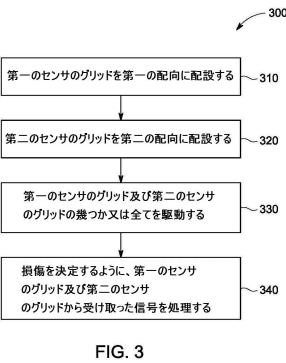 300
第一のセンサのグリッドを第一の配向に配設する
310
第二のセンサのグリッドを第二の配向に配設する
320
第一のセンサのグリッド及び第二のセンサ
のグリッドの幾つか又は全てを駆動する
330
損傷を決定するように、第一のセンサ
のグリッド及び第二のセンサ
のグリッドから受け取った信号を処理する
340
FIG. 3